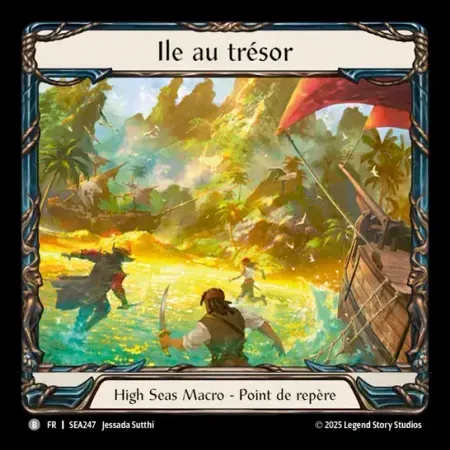 Ile au trésor
High Seas Macro - Point de repère
B FR | SEA247 Jessada Sutthi © 2025 Legend Story Studios